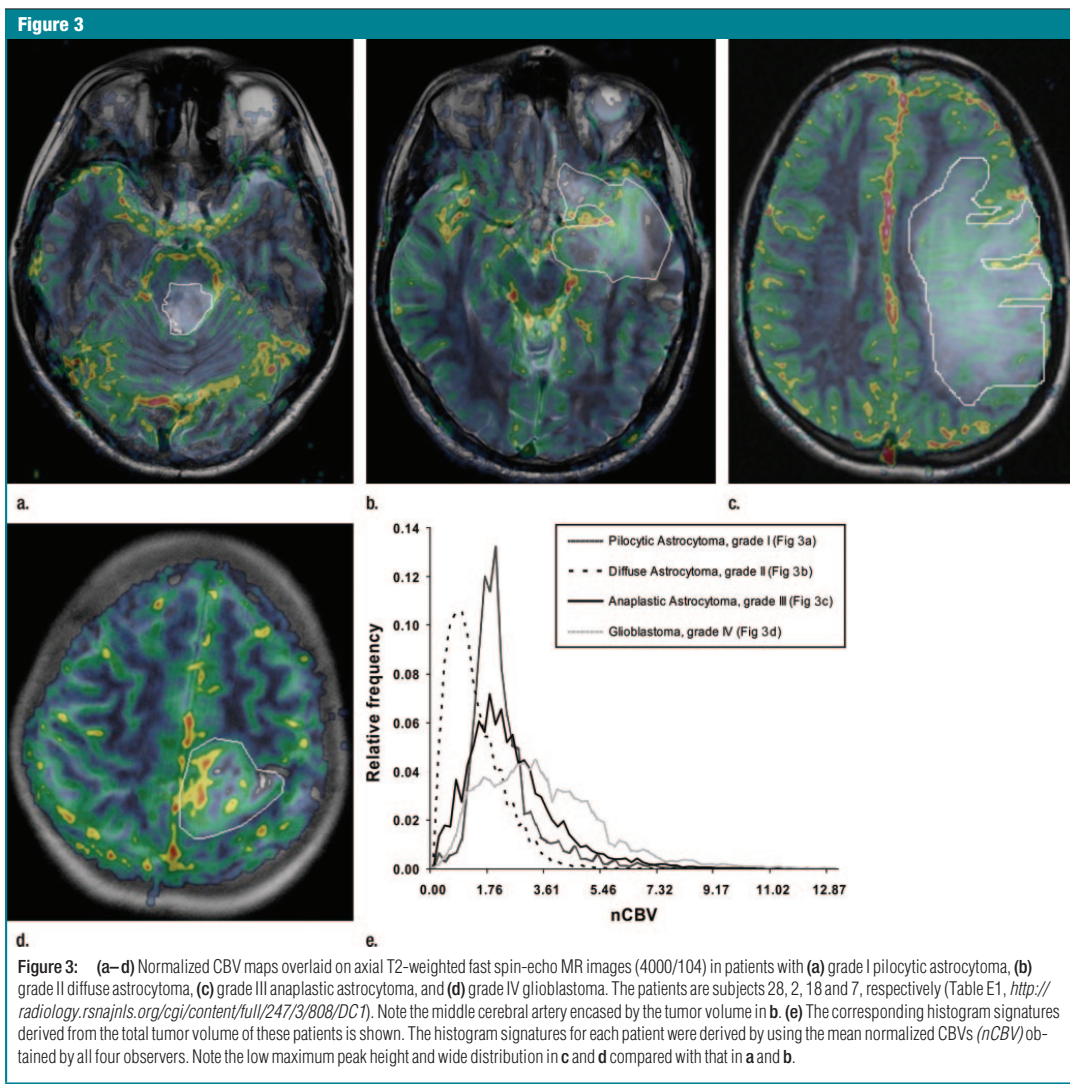 Figure 3
a.
b.
c.
d.
0.14
0.12
0.10
0.08
0.06
0.04
0.02
0.00
Relative frequency
Pilocytic Astrocytoma, grade I (Fig 3a)
Diffuse Astrocytoma, grade II (Fig 3b)
Anaplastic Astrocytoma, grade III (Fig 3c)
Glioblastoma, grade IV (Fig 3d)
0.00 1.76 3.61 5.46 7.32 9.17 11.02 12.87
nCBV
e.
Figure 3: (a–d) Normalized CBV maps overlaid on axial T2-weighted fast spin-echo MR images (4000/104) in patients with (a) grade I pilocytic astrocytoma, (b)
grade II diffuse astrocytoma, (c) grade III anaplastic astrocytoma, and (d) grade IV glioblastoma. The patients are subjects 28, 2, 18 and 7, respectively (Table E1, http://
radiology.rsnajnls.org/cgi/content/full/247/3/808/DC1). Note the middle cerebral artery encased by the tumor volume in b. (e) The corresponding histogram signatures
derived from the total tumor volume of these patients is shown. The histogram signatures for each patient were derived by using the mean normalized CBVs (nCBV) ob-
tained by all four observers. Note the low maximum peak height and wide distribution in c and d compared with that in a and b.